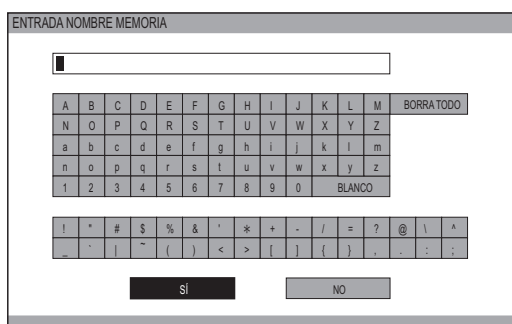 ENTRADA NOMBRE MEMORIA
A B C D E F G H I J K L M BORRA TODO
N O P Q R S T U V W X Y Z
a b c d e f g h i j k l m
n o p q r s t u v w x y z
1 2 3 4 5 6 7 8 9 0 BLANCO
! " # $ % & ' * + - / = ? @ \ ^
_ ` | ~ ( ) < > [ ] { } , . : ;
SÍ NO